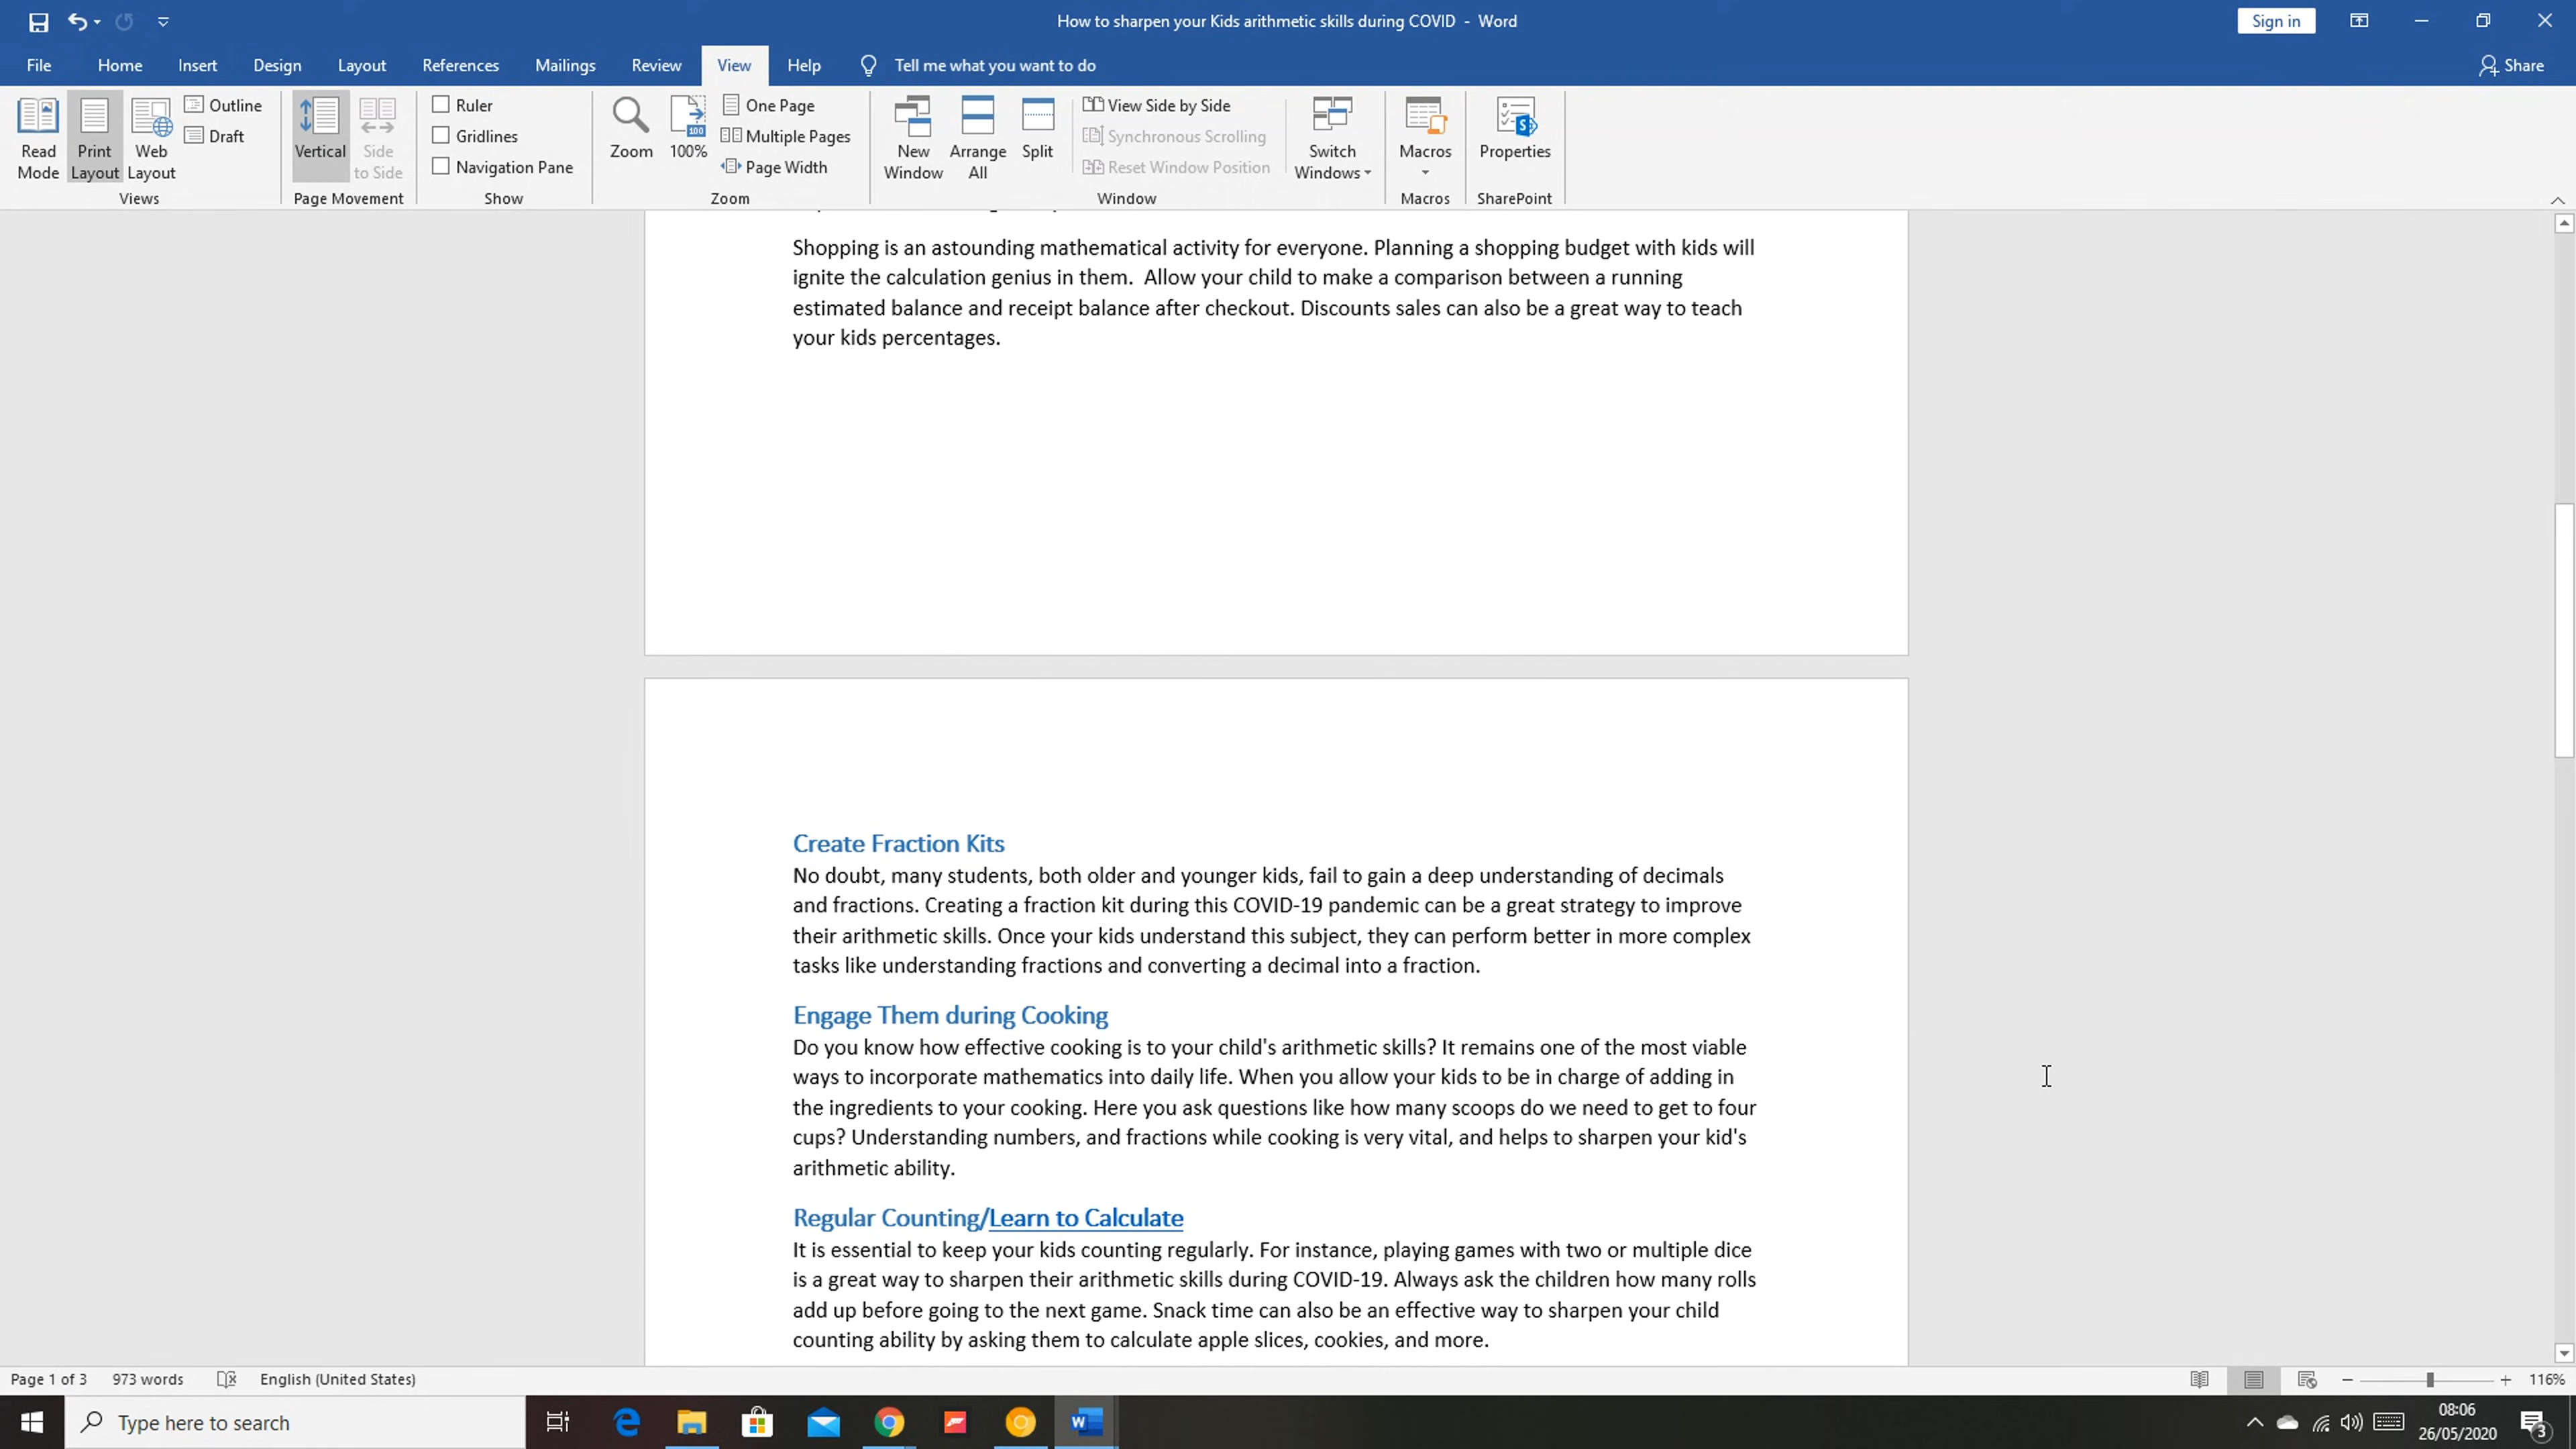 How to sharpen your Kids arithmetic skills during COVID - Word
Sign in
File Home Insert Design Layout References Mailings Review View Help Tell me what you want to do Share
Read Mode
Print Layout
Web Layout
Outline
Draft
Views
Vertical
Side to Side
Page Movement
Ruler
Gridlines
Navigation Pane
Show
Zoom
100
100%
One Page
Multiple Pages
Page Width
Zoom
New Window
Arrange All
Split
View Side by Side
Synchronous Scrolling
Reset Window Position
Window
Switch Windows
Macros
Macros
Properties
SharePoint
Shopping is an astounding mathematical activity for everyone. Planning a shopping budget with kids will
ignite the calculation genius in them.  Allow your child to make a comparison between a running
estimated balance and receipt balance after checkout. Discounts sales can also be a great way to teach
your kids percentages.
Create Fraction Kits
No doubt, many students, both older and younger kids, fail to gain a deep understanding of decimals
and fractions. Creating a fraction kit during this COVID-19 pandemic can be a great strategy to improve
their arithmetic skills. Once your kids understand this subject, they can perform better in more complex
tasks like understanding fractions and converting a decimal into a fraction.
Engage Them during Cooking
Do you know how effective cooking is to your child's arithmetic skills? It remains one of the most viable
ways to incorporate mathematics into daily life. When you allow your kids to be in charge of adding in
the ingredients to your cooking. Here you ask questions like how many scoops do we need to get to four
cups? Understanding numbers, and fractions while cooking is very vital, and helps to sharpen your kid's
arithmetic ability.
Regular Counting/Learn to Calculate
It is essential to keep your kids counting regularly. For instance, playing games with two or multiple dice
is a great way to sharpen their arithmetic skills during COVID-19. Always ask the children how many rolls
add up before going to the next game. Snack time can also be an effective way to sharpen your child
counting ability by asking them to calculate apple slices, cookies, and more.
Page 1 of 3 973 words English (United States) 116%
Type here to search
08:06
26/05/2020
3